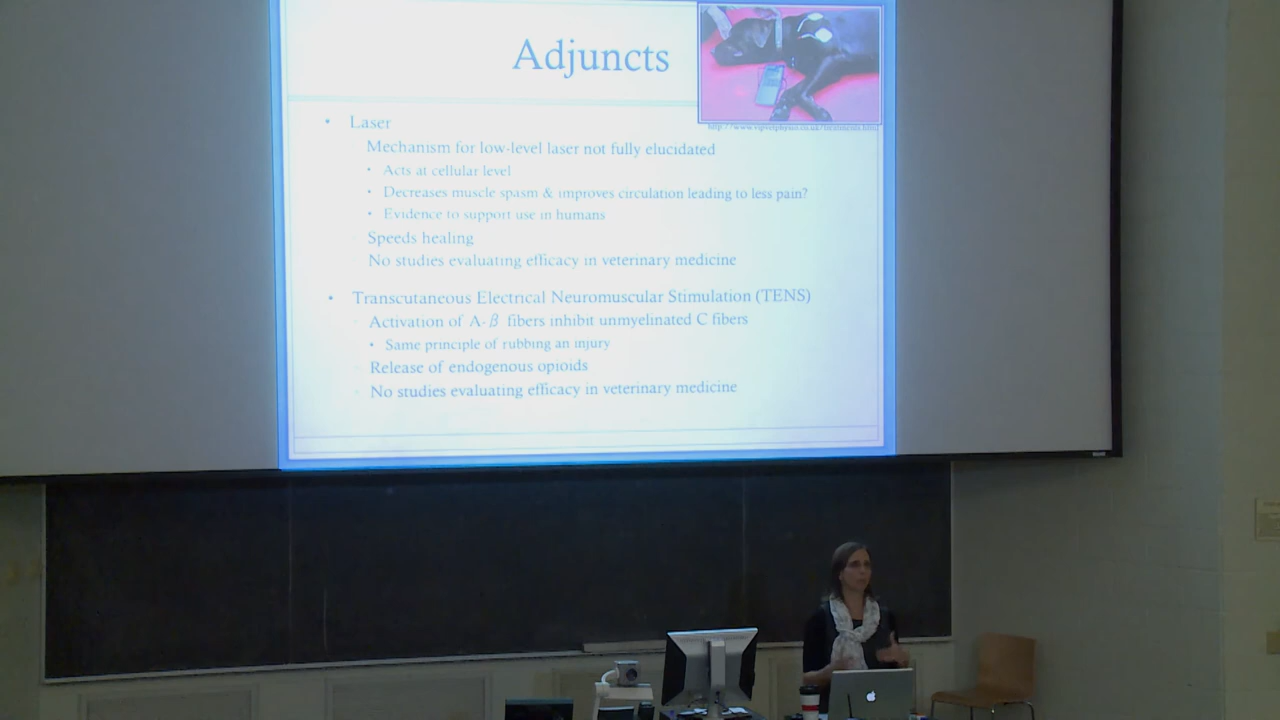 Adjuncts
• Laser
Mechanism for low-level laser not fully elucidated
• Acts at cellular level
• Decreases muscle spasm & improves circulation leading to less pain?
• Evidence to support use in humans
Speeds healing
No studies evaluating efficacy in veterinary medicine
• Transcutaneous Electrical Neuromuscular Stimulation (TENS)
Activation of A-β fibers inhibit unmyelinated C fibers
• Same principle of rubbing an injury
Release of endogenous opioids
No studies evaluating efficacy in veterinary medicine